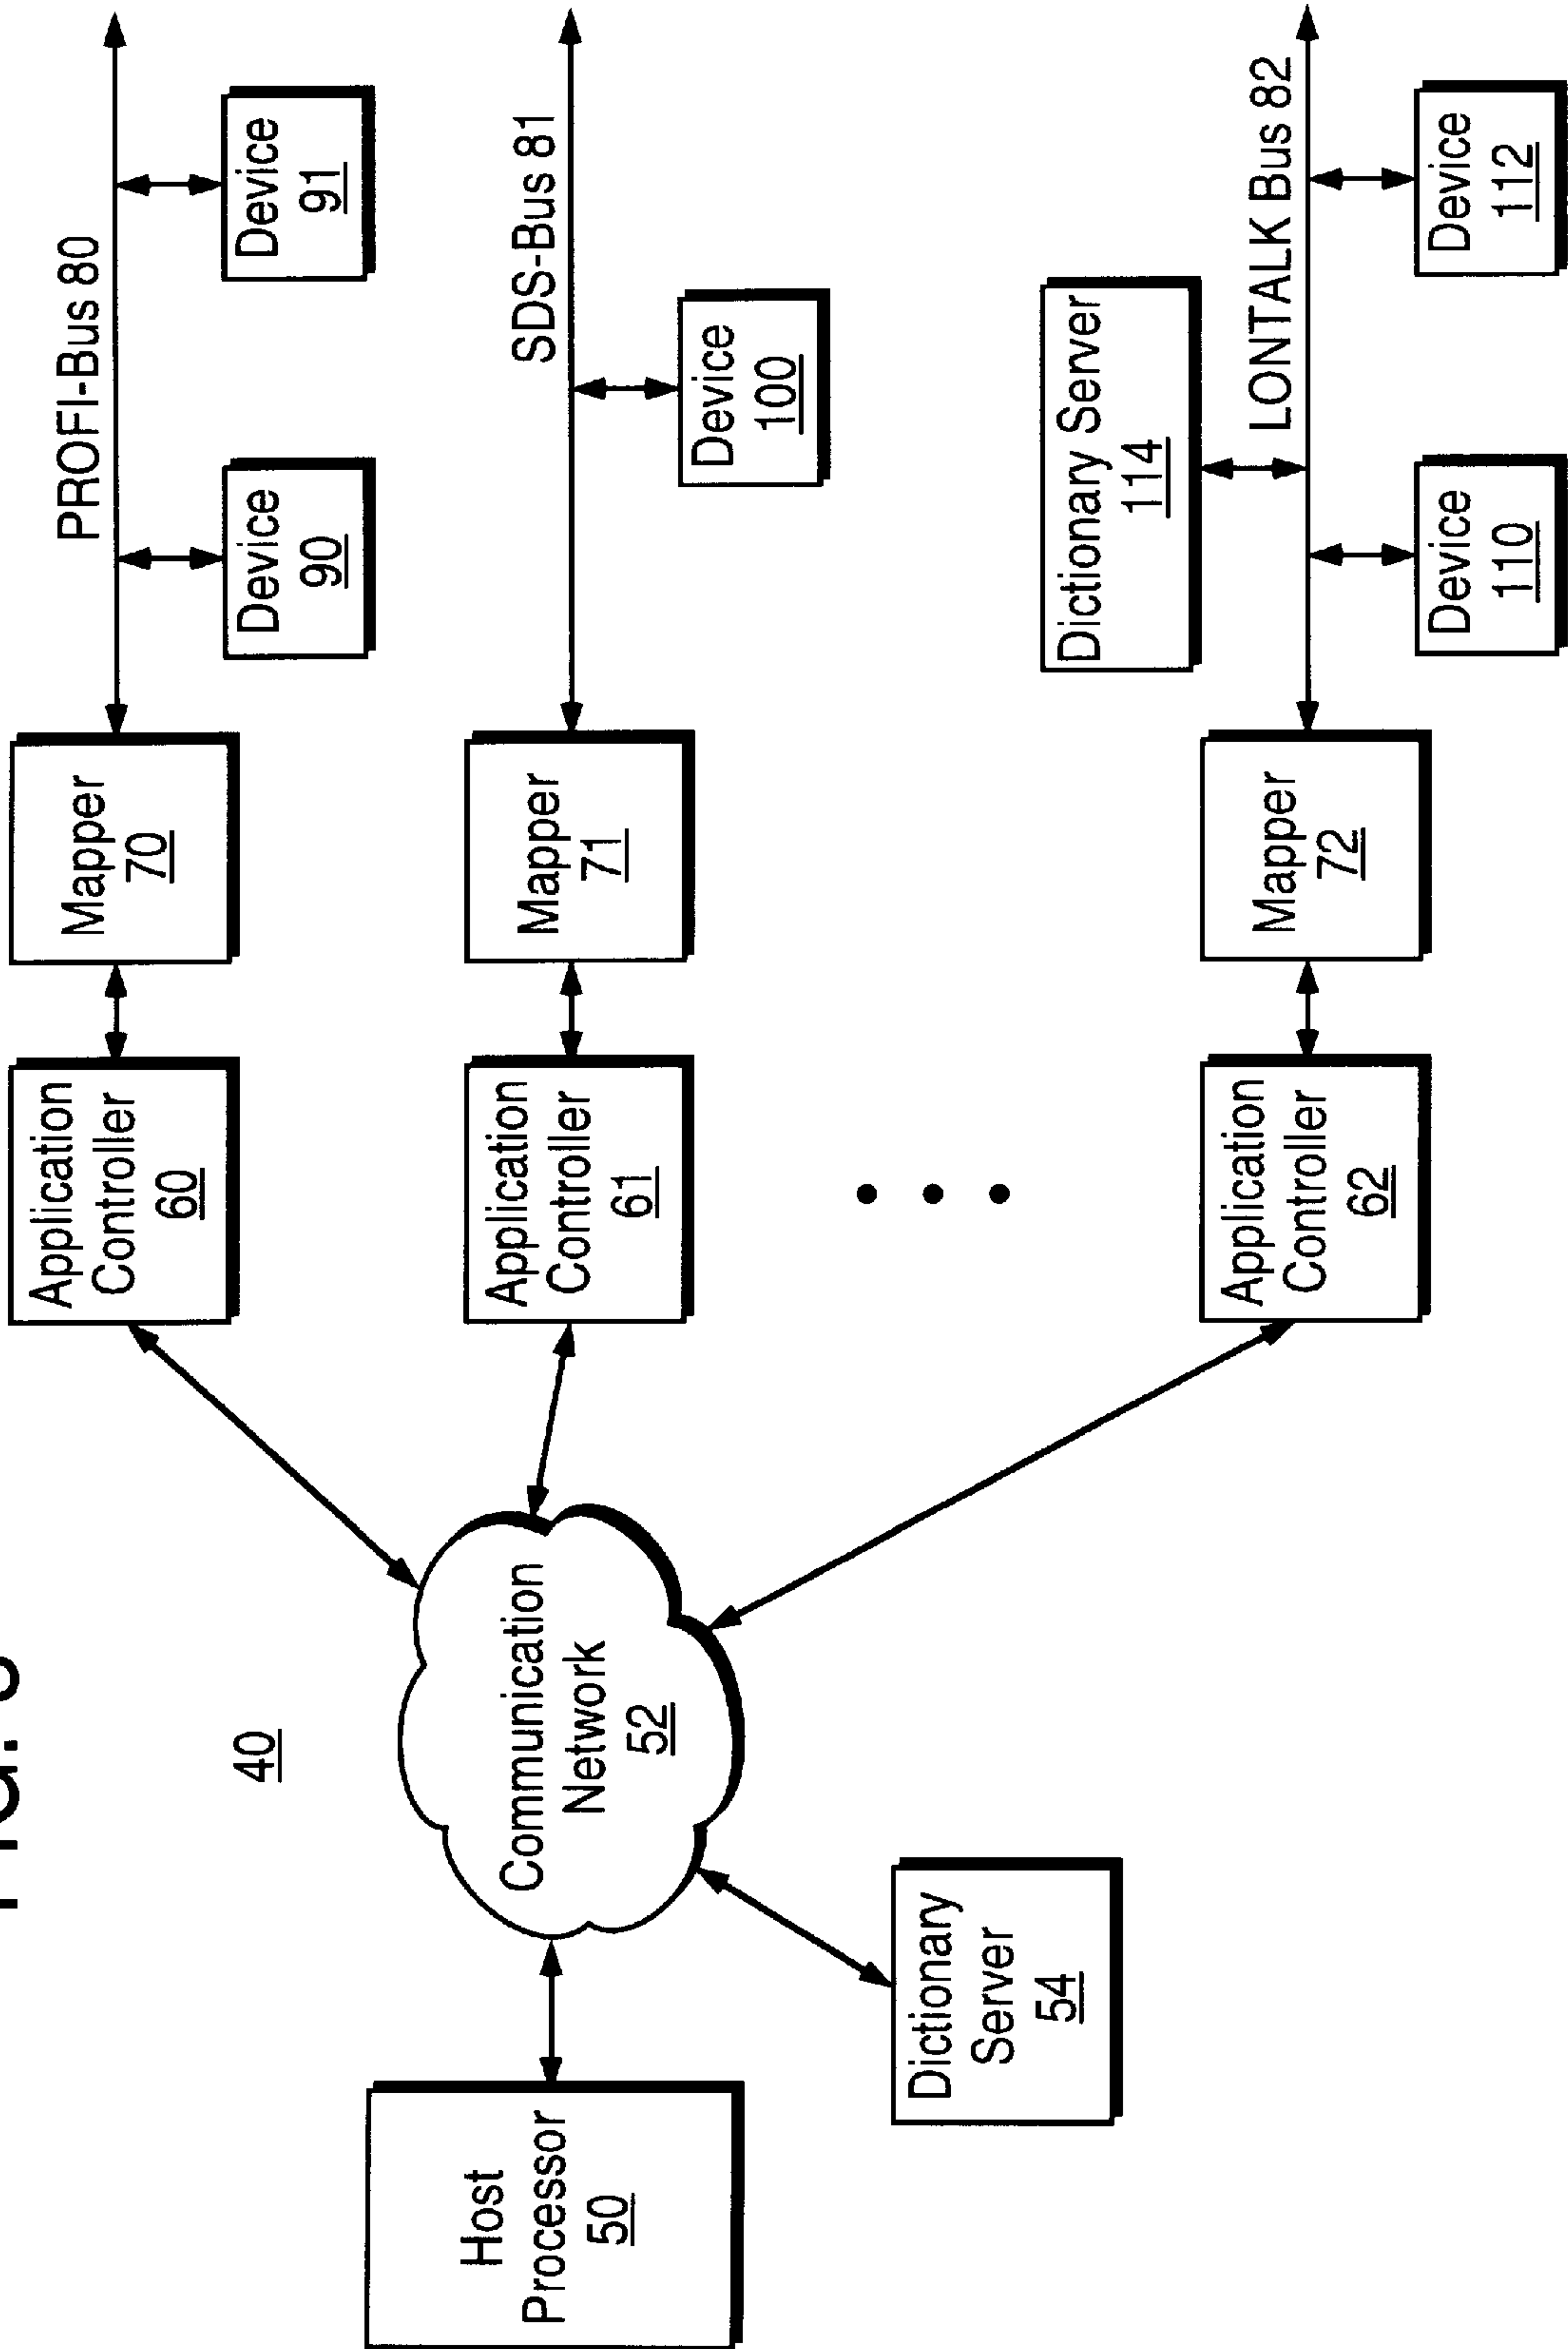 40
Host
Processor
50
Communication
Network
52
Dictionary
Server
54
Application
Controller
60
Mapper
70
PROFI-Bus 80
Device
90
Device
91
Application
Controller
61
Mapper
71
SDS-Bus 81
Device
100
Application
Controller
62
Mapper
72
Dictionary Server
114
LONTALK Bus 82
Device
110
Device
112